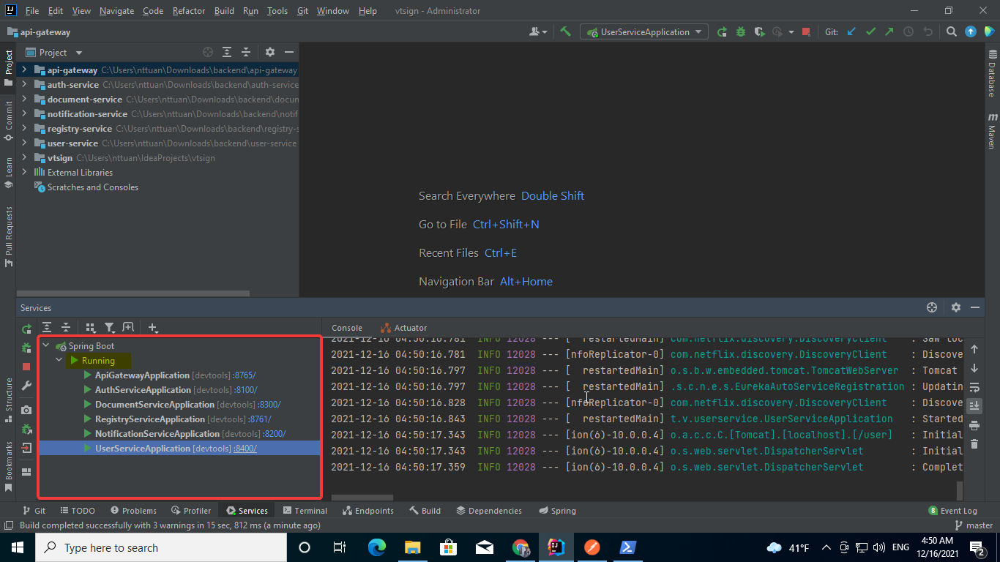 File Edit View Navigate Code Refactor Build Run Tools Git Window Help vtsign - Administrator
api-gateway
UserServiceApplication
Git:
Project
api-gateway C:\Users\nttuan\Downloads\backend\api-gateway
auth-service C:\Users\nttuan\Downloads\backend\auth-service
document-service C:\Users\nttuan\Downloads\backend\docun
notification-service C:\Users\nttuan\Downloads\backend\notif
registry-service C:\Users\nttuan\Downloads\backend\registry-s
user-service C:\Users\nttuan\Downloads\backend\user-service
vtsign C:\Users\nttuan\IdeaProjects\vtsign
External Libraries
Scratches and Consoles
Project
Commit
Learn
Pull Requests
Structure
Bookmarks
Database
m
Maven
Search Everywhere Double Shift
Go to File Ctrl+Shift+N
Recent Files Ctrl+E
Navigation Bar Alt+Home
Services
Spring Boot
Running
ApiGatewayApplication [devtools] :8765/
AuthServiceApplication [devtools] :8100/
DocumentServiceApplication [devtools] :8300/
RegistryServiceApplication [devtools] :8761/
NotificationServiceApplication [devtools] :8200/
UserServiceApplication [devtools] :8400/
Console Actuator
2021-12-16 04:50:16.781 INFO 12028 --- [ restartedMain] com.netflix.discovery.DiscoveryClient : Saw loc
2021-12-16 04:50:16.781 INFO 12028 --- [nfoReplicator-0] com.netflix.discovery.DiscoveryClient : Discove
2021-12-16 04:50:16.797 INFO 12028 --- [ restartedMain] o.s.b.w.embedded.tomcat.TomcatWebServer : Tomcat
2021-12-16 04:50:16.797 INFO 12028 --- [ restartedMain] .s.c.n.e.s.EurekaAutoServiceRegistration : Updatin
2021-12-16 04:50:16.828 INFO 12028 --- [nfoReplicator-0] com.netflix.discovery.DiscoveryClient : Discove
2021-12-16 04:50:16.843 INFO 12028 --- [ restartedMain] t.v.userservice.UserServiceApplication : Started
2021-12-16 04:50:17.343 INFO 12028 --- [ion(6)-10.0.0.4] o.a.c.c.C.[Tomcat].[localhost].[/user] : Initial
2021-12-16 04:50:17.343 INFO 12028 --- [ion(6)-10.0.0.4] o.s.web.servlet.DispatcherServlet : Initial
2021-12-16 04:50:17.359 INFO 12028 --- [ion(6)-10.0.0.4] o.s.web.servlet.DispatcherServlet : Complet
Git TODO Problems Profiler Services Terminal Endpoints Build Dependencies Spring 8 Event Log
Build completed successfully with 3 warnings in 15 sec, 812 ms (a minute ago) master
Type here to search
41°F
ENG
4:50 AM
12/16/2021
2